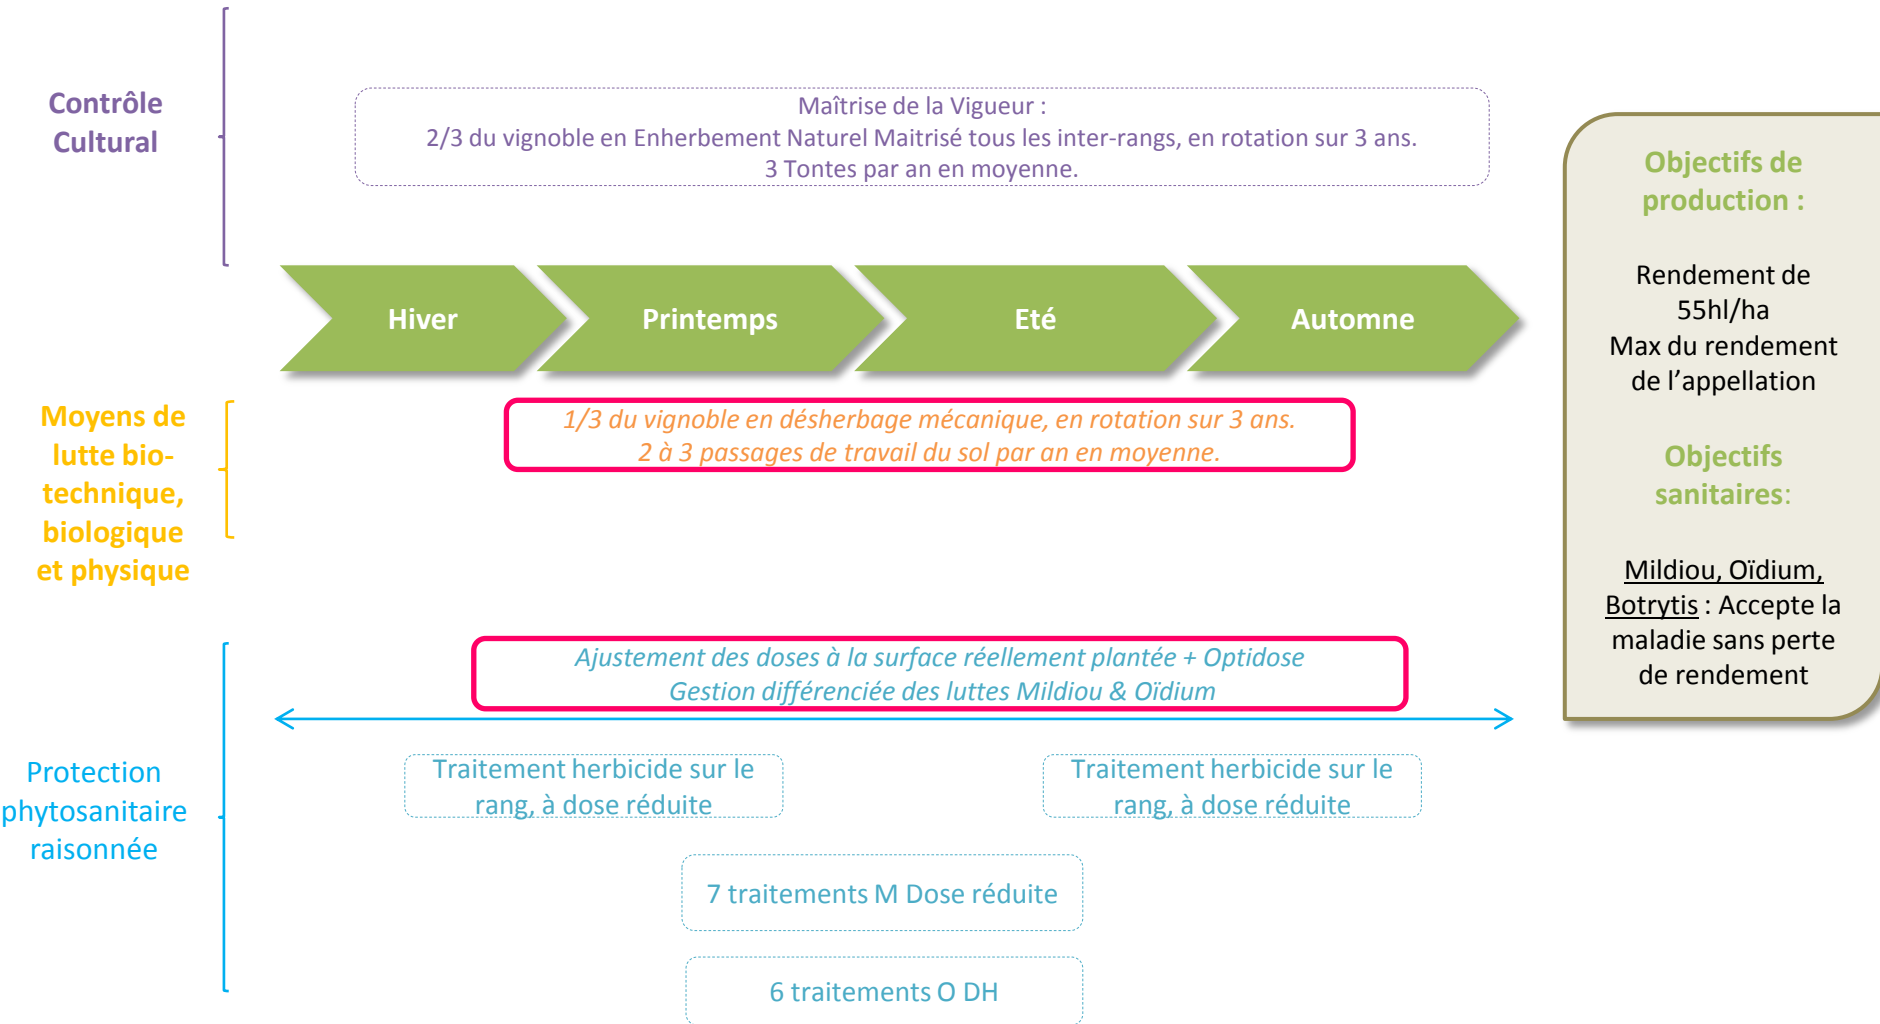 Contrôle
Cultural
Maîtrise de la Vigueur :
2/3 du vignoble en Enherbement Naturel Maitrisé tous les inter-rangs, en rotation sur 3 ans.
3 Tontes par an en moyenne.
Hiver
Printemps
Eté
Automne
Moyens de
lutte bio-
technique,
biologique
et physique
1/3 du vignoble en désherbage mécanique, en rotation sur 3 ans.
2 à 3 passages de travail du sol par an en moyenne.
Protection
phytosanitaire
raisonnée
Ajustement des doses à la surface réellement plantée + Optidose
Gestion différenciée des luttes Mildiou & Oïdium
Traitement herbicide sur le
rang, à dose réduite
Traitement herbicide sur le
rang, à dose réduite
7 traitements M Dose réduite
6 traitements O DH
Objectifs de
production :
Rendement de
55hl/ha
Max du rendement
de l’appellation
Objectifs
sanitaires:
Mildiou, Oïdium,
Botrytis : Accepte la
maladie sans perte
de rendement